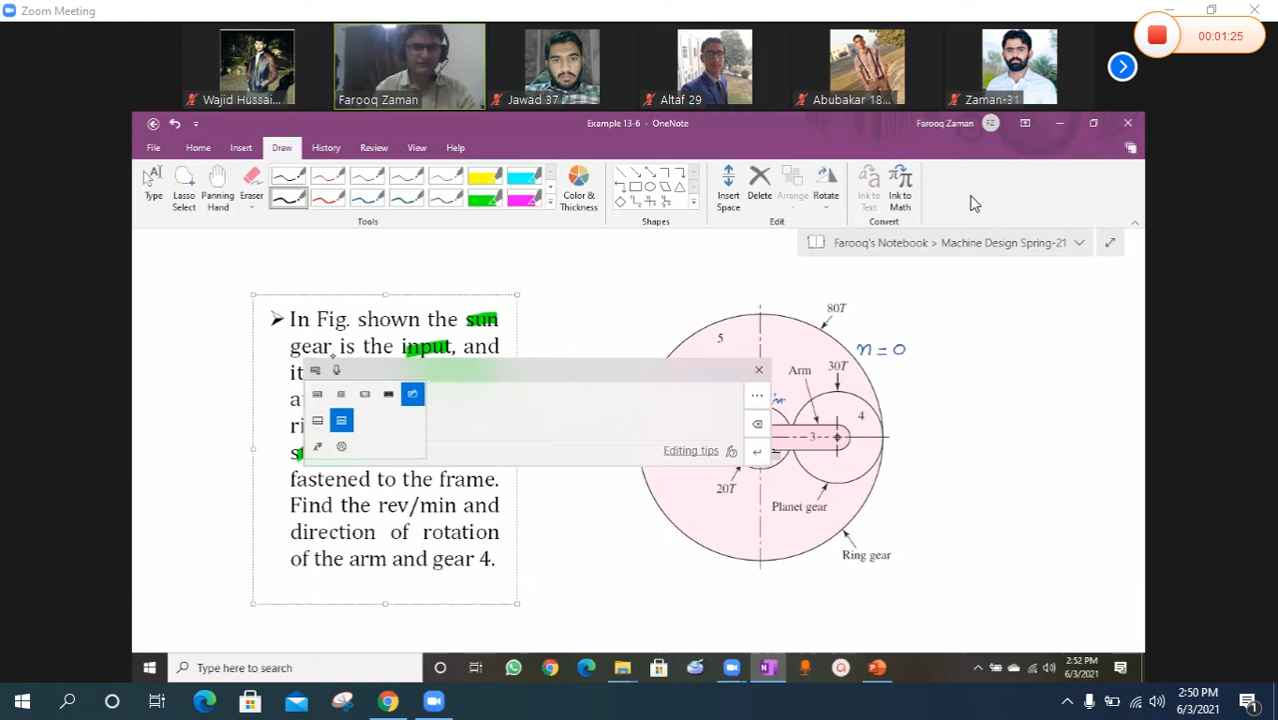 Zoom Meeting
00:01:25
Wajid Hussai...
Farooq Zaman
Jawad 37
Altaf 29
Abubakar 18...
Zaman-31
Example 13-6 - OneNote
Farooq Zaman
FZ
File
Home
Insert
Draw
History
Review
View
Help
Type
Lasso Select
Panning Hand
Eraser
Color & Thickness
Insert Space
Delete
Arrange
Rotate
Ink to Text
Ink to Math
Tools
Shapes
Edit
Convert
Farooq's Notebook > Machine Design Spring-21
In Fig. shown the sun
gear is the input, and
it
fastened to the frame.
Find the rev/min and
direction of rotation
of the arm and gear 4.
Editing tips
80T
n = 0
5
Arm
30T
4
3
20T
Planet gear
Ring gear
Type here to search
2:52 PM
6/3/2021
2:50 PM
6/3/2021
1